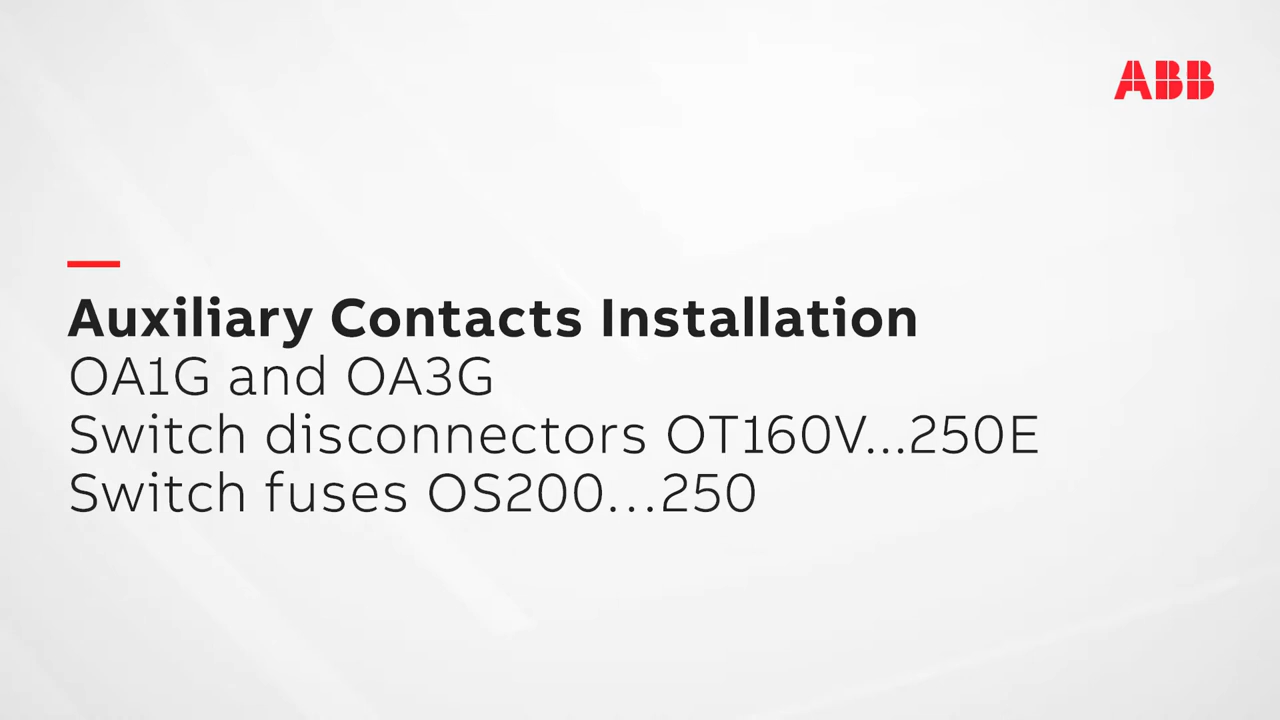 ABB
Auxiliary Contacts Installation
OA1G and OA3G
Switch disconnectors OT160V...250E
Switch fuses OS200...250